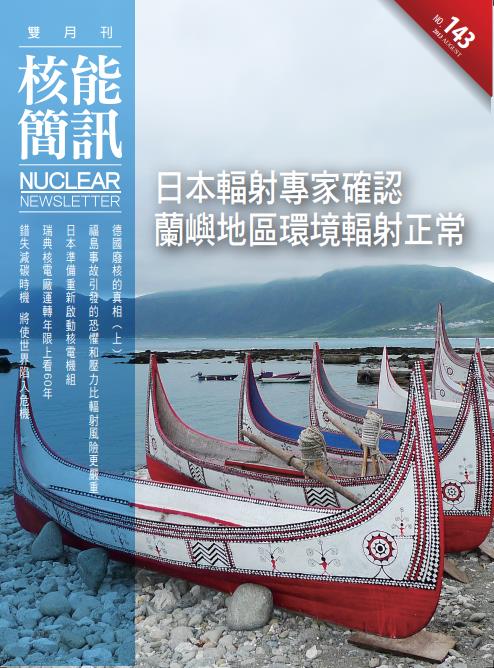 雙月刊
核能
簡訊
NUCLEAR
NEWSLETTER
NO. 143
2013 AUGUST
日本輻射專家確認
蘭嶼地區環境輻射正常
德國廢核的真相（上）
福島事故引發的恐懼和壓力比輻射風險更嚴重
日本準備重新啟動核電機組
瑞典核電廠運轉年限上看60年
錯失減碳時機 將使世界陷入危機